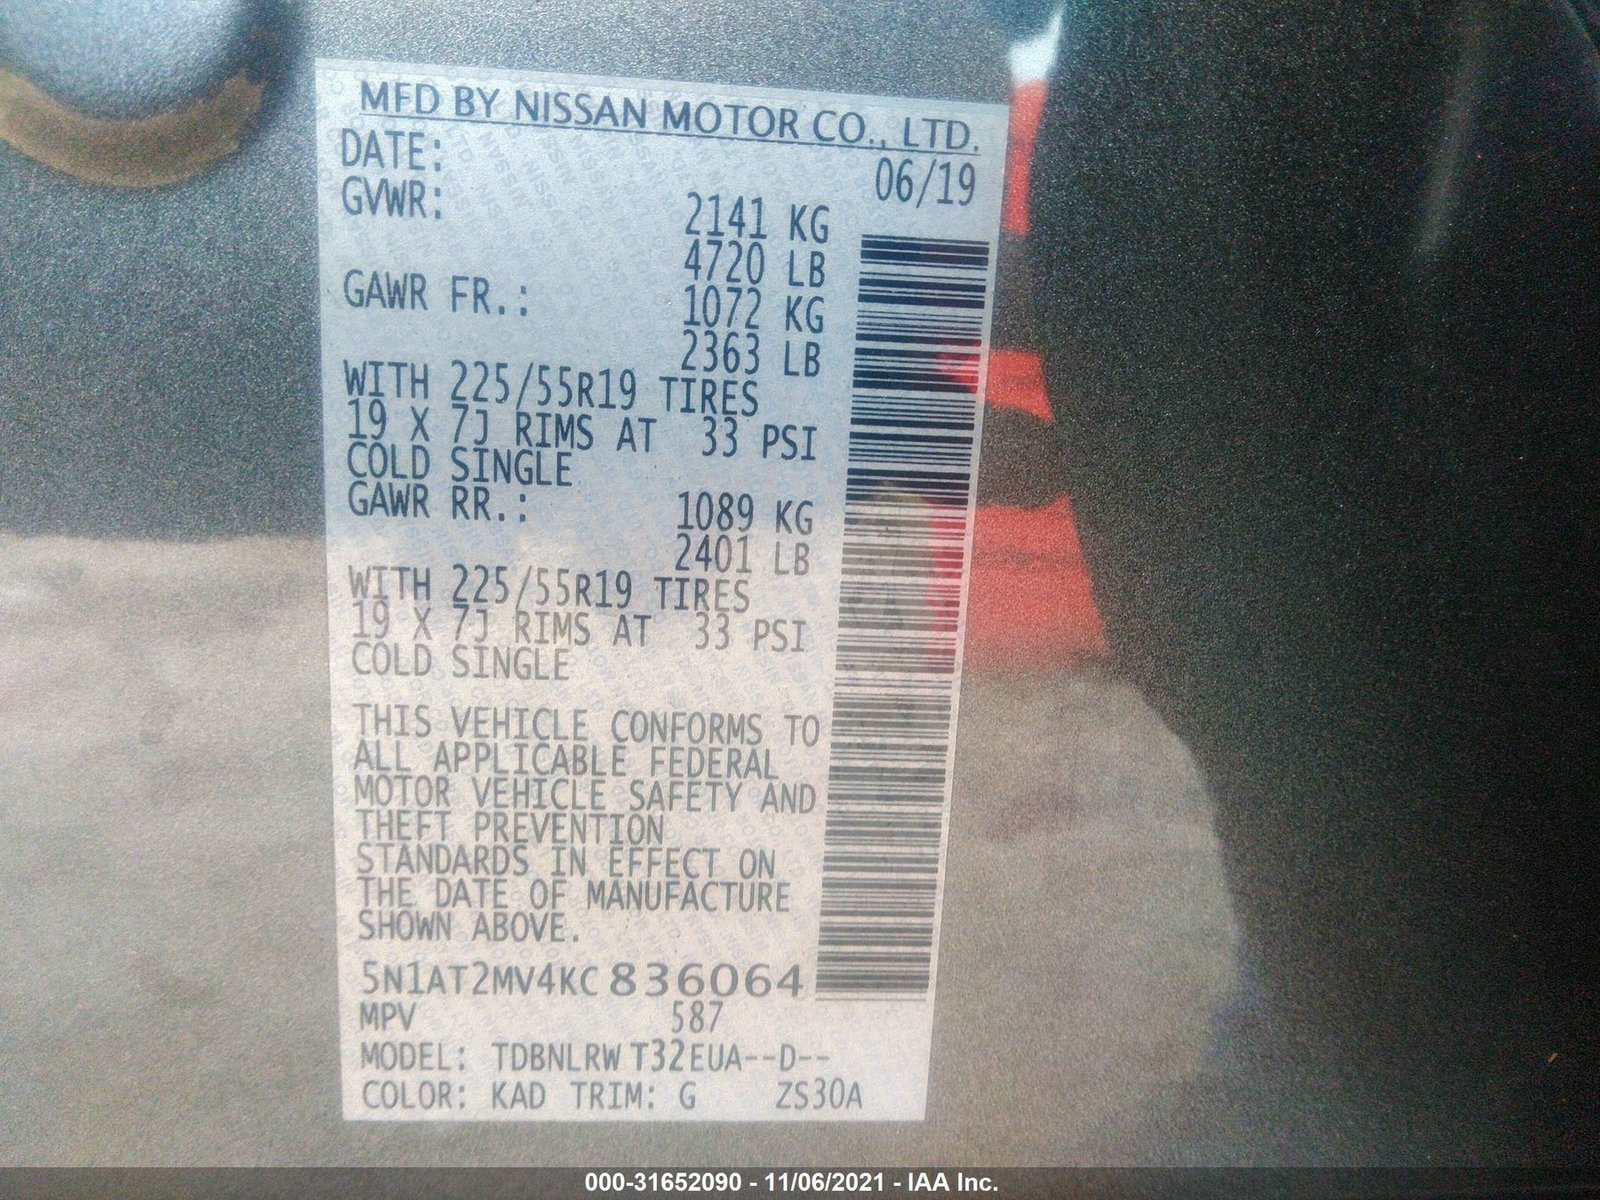 MFD BY NISSAN MOTOR CO., LTD.
DATE: 06/19
GVWR: 2141 KG
4720 LB
GAWR FR.: 1072 KG
2363 LB
WITH 225/55R19 TIRES
19 X 7J RIMS AT 33 PSI
COLD SINGLE
GAWR RR.: 1089 KG
2401 LB
WITH 225/55R19 TIRES
19 X 7J RIMS AT 33 PSI
COLD SINGLE
THIS VEHICLE CONFORMS TO
ALL APPLICABLE FEDERAL
MOTOR VEHICLE SAFETY AND
THEFT PREVENTION
STANDARDS IN EFFECT ON
THE DATE OF MANUFACTURE
SHOWN ABOVE.
5N1AT2MV4KC836064
MPV 587
MODEL: TDBNLRW T32EUA--D--
COLOR: KAD TRIM: G ZS30A
000-31652090 - 11/06/2021 - IAA Inc.